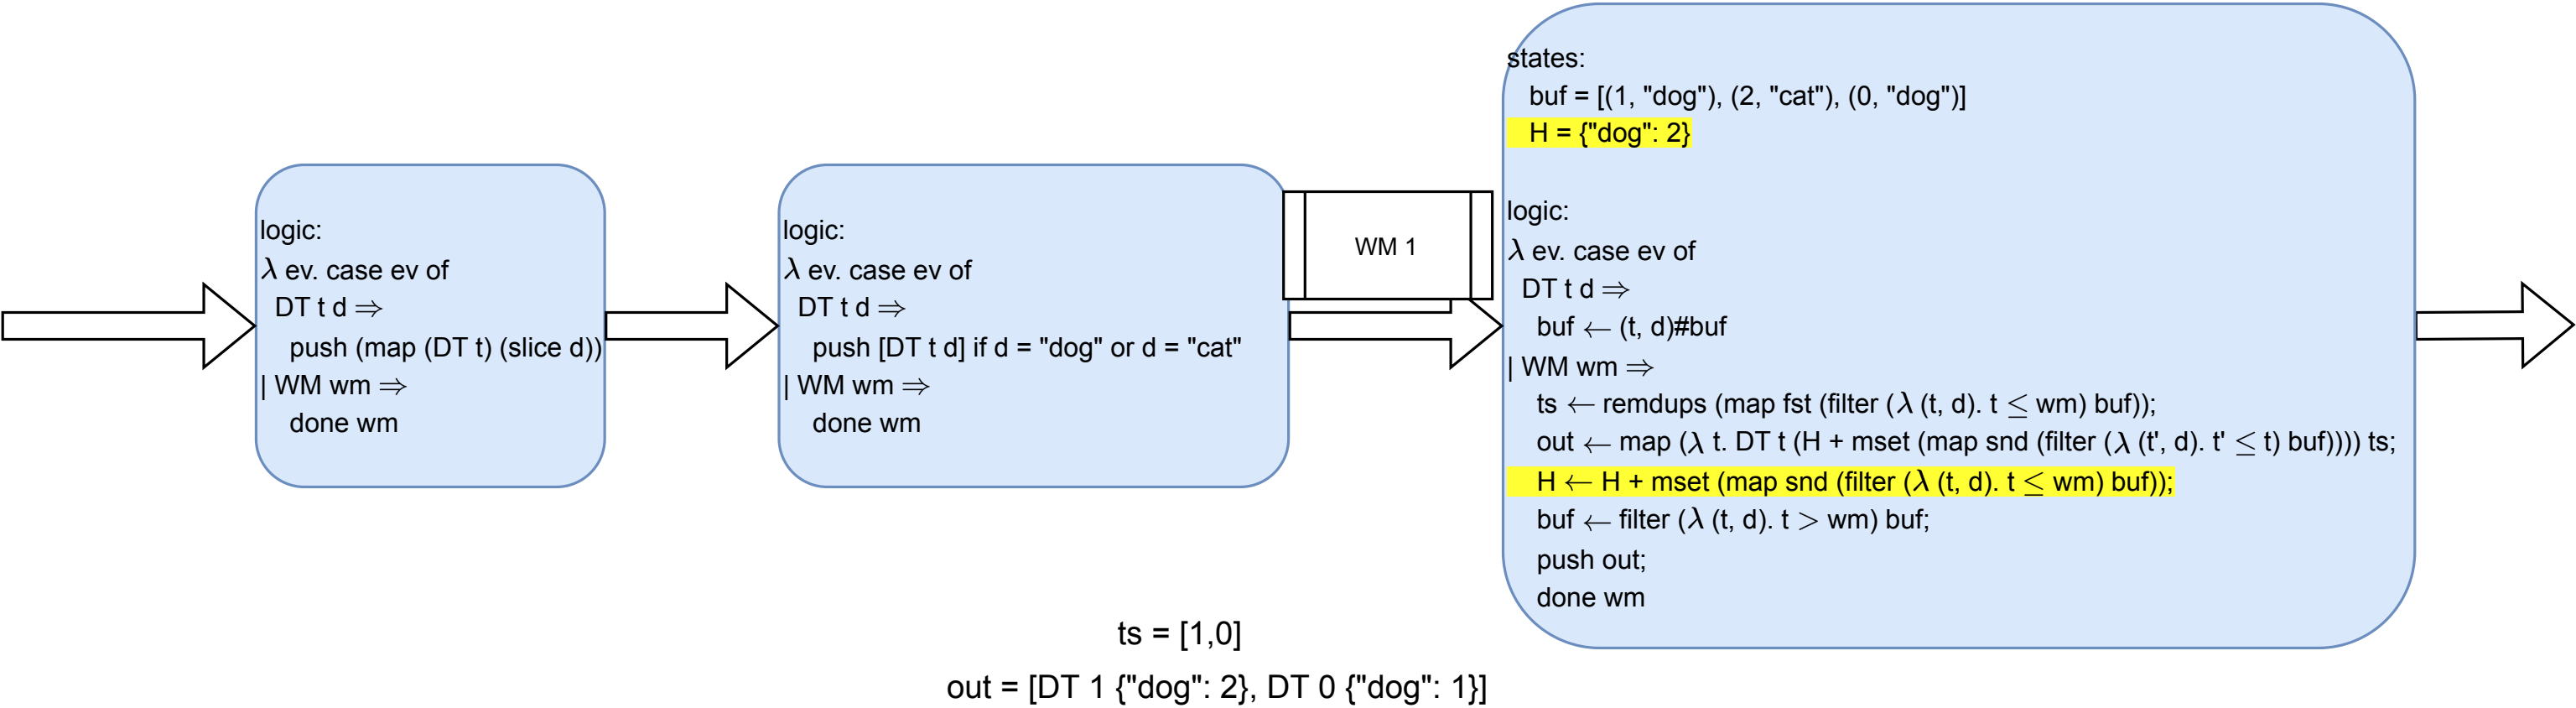 logic:
λ ev. case ev of
DT t d ⇒
push (map (DT t) (slice d))
| WM wm ⇒
done wm
logic:
λ ev. case ev of
DT t d ⇒
push [DT t d] if d = "dog" or d = "cat"
| WM wm ⇒
done wm
WM 1
states:
buf = [(1, "dog"), (2, "cat"), (0, "dog")]
H = {"dog": 2}
logic:
λ ev. case ev of
DT t d ⇒
buf ← (t, d)#buf
| WM wm ⇒
ts ← remdups (map fst (filter (λ (t, d). t ≤ wm) buf));
out ← map (λ t. DT t (H + mset (map snd (filter (λ (t', d). t' ≤ t) buf)))) ts;
H ← H + mset (map snd (filter (λ (t, d). t ≤ wm) buf));
buf ← filter (λ (t, d). t > wm) buf;
push out;
done wm
ts = [1,0]
out = [DT 1 {"dog": 2}, DT 0 {"dog": 1}]